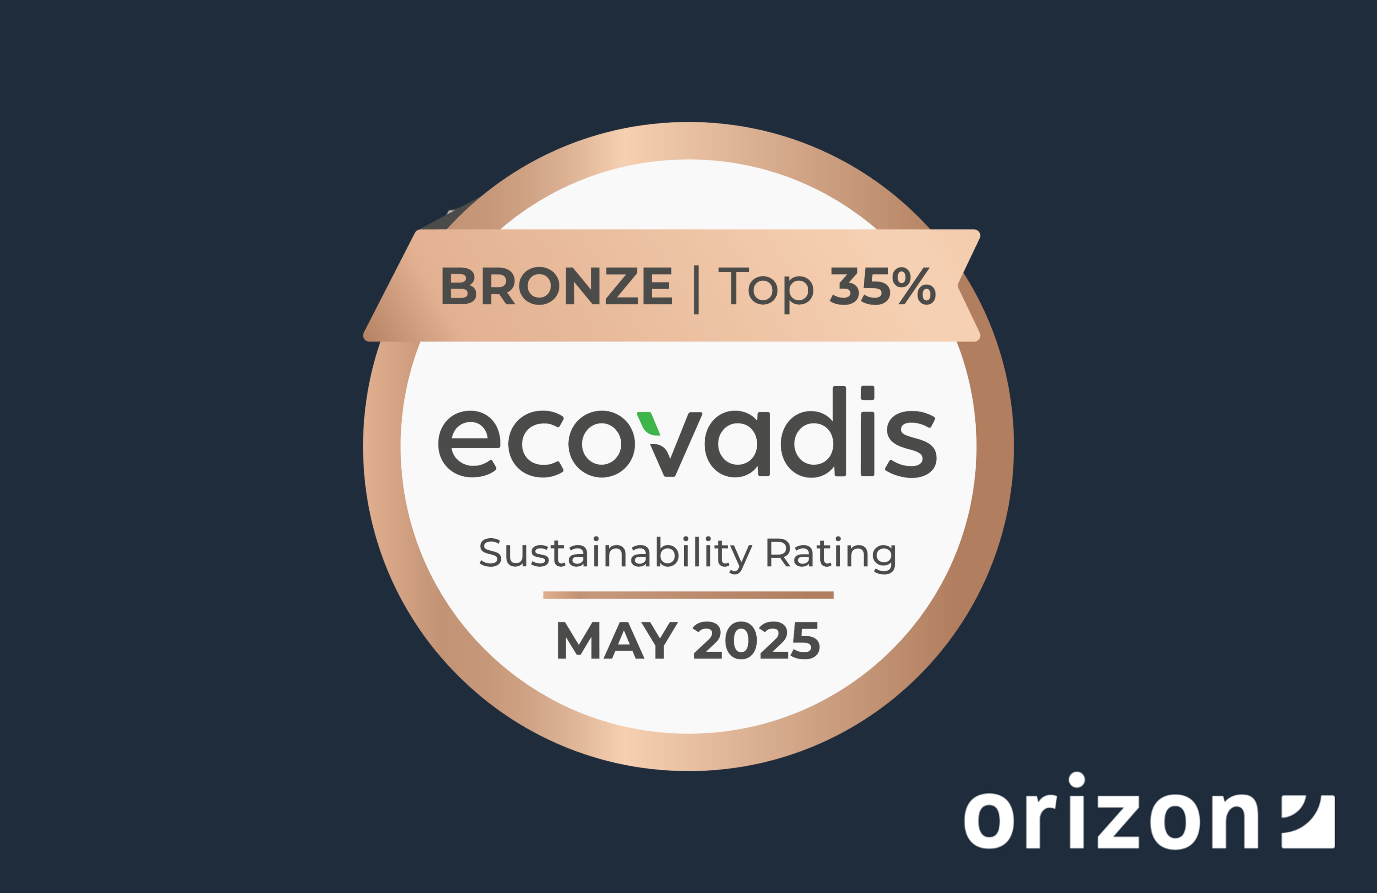 BRONZE | Top 35%
ecovadis
Sustainability Rating
MAY 2025
orizon